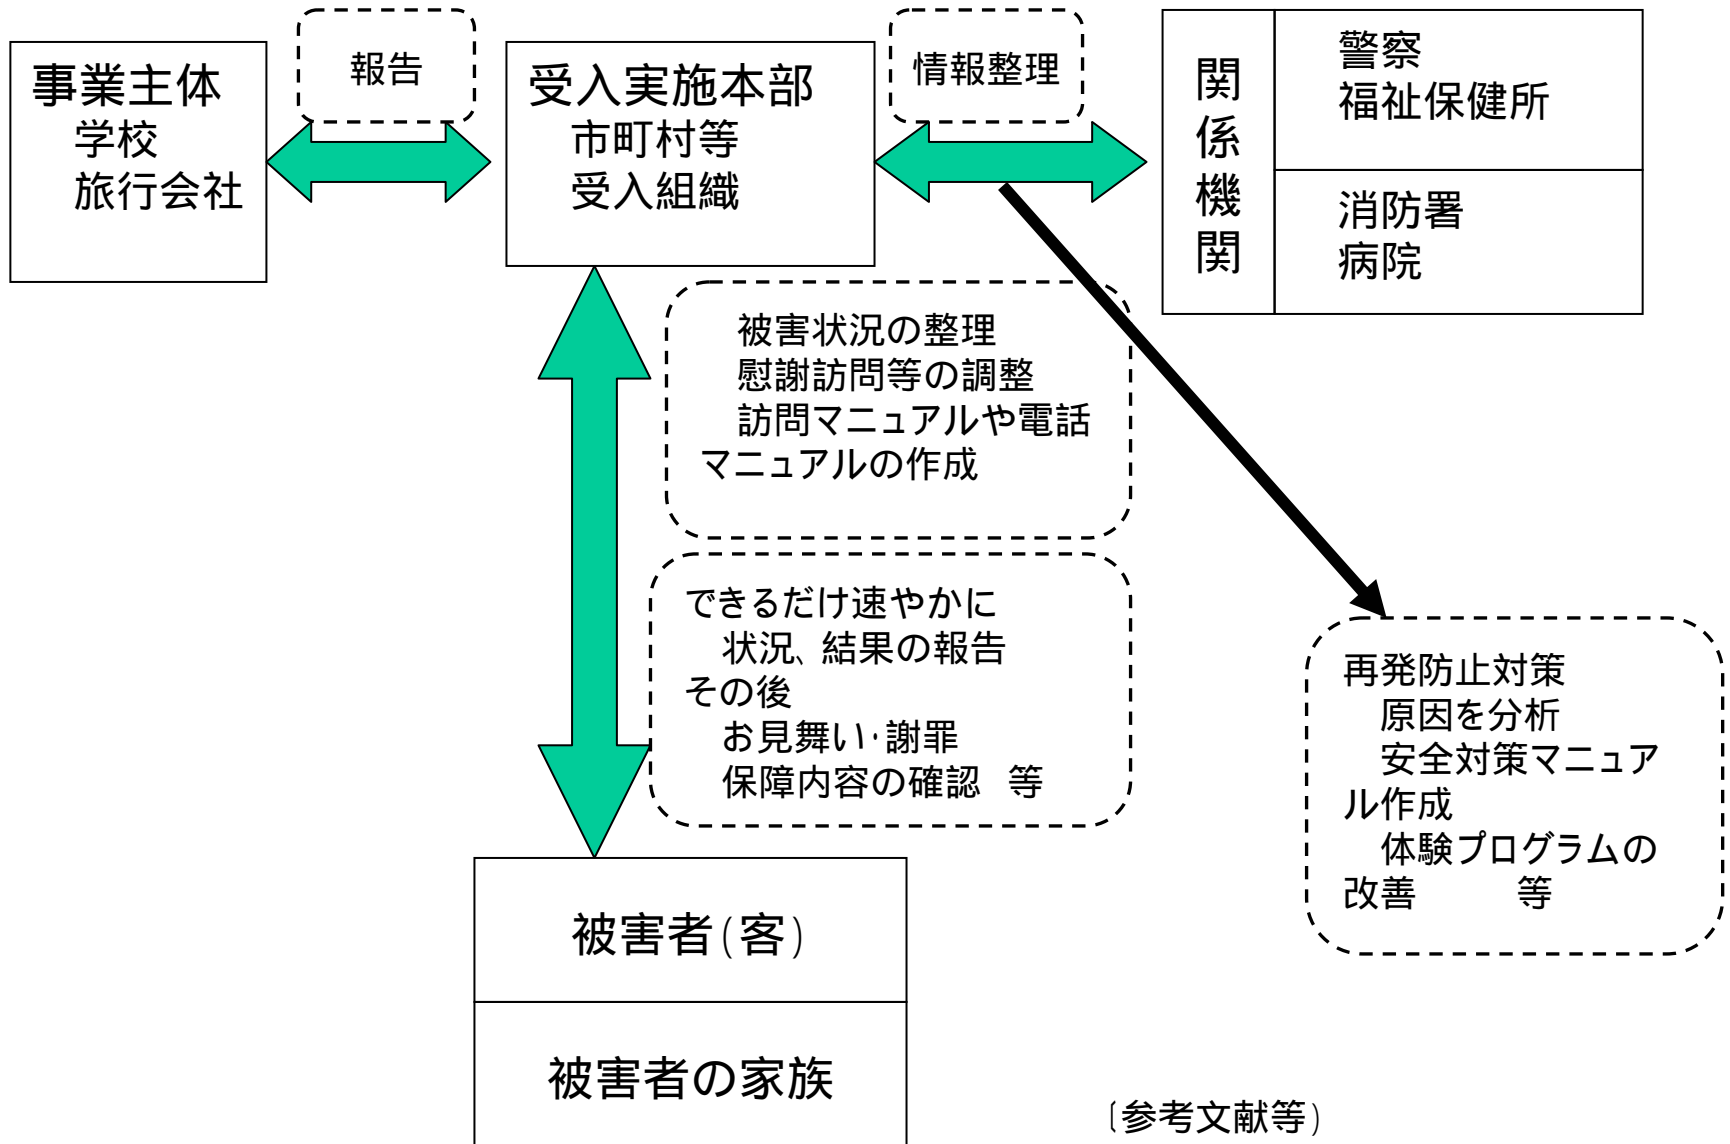 事業主体
学校
旅行会社
報告
受入実施本部
市町村等
受入組織
情報整理
関係機関
警察
福祉保健所
消防署
病院
被害状況の整理
慰謝訪問等の調整
訪問マニュアルや電話
マニュアルの作成
できるだけ速やかに
状況、結果の報告
その後
お見舞い・謝罪
保障内容の確認 等
再発防止対策
原因を分析
安全対策マニュア
ル作成
体験プログラムの
改善 等
被害者(客)
被害者の家族
(参考文献等)